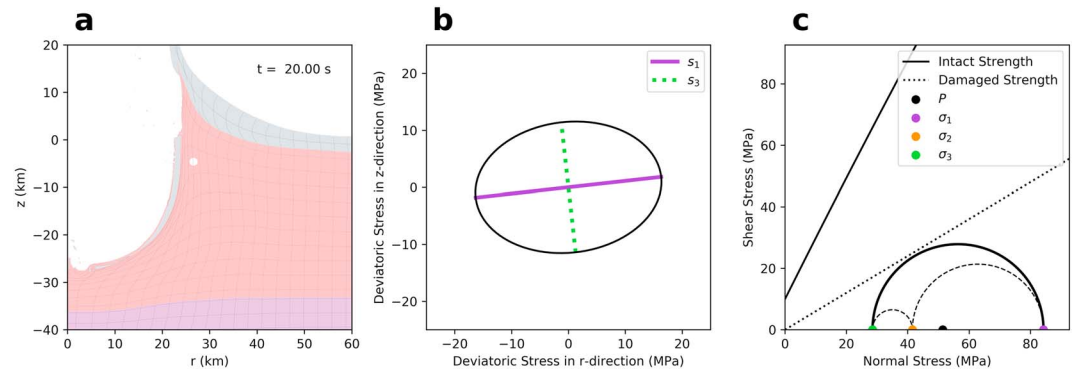 a
b
c
t = 20.00 s
20
10
0
−10
−20
−30
−40
z (km)
0 10 20 30 40 50 60
r (km)
s1
s3
20
10
0
−10
−20
Deviatoric Stress in z-direction (MPa)
−20 −10 0 10 20
Deviatoric Stress in r-direction (MPa)
Intact Strength
Damaged Strength
P
σ1
σ2
σ3
80
60
40
20
0
Shear Stress (MPa)
0 20 40 60 80
Normal Stress (MPa)